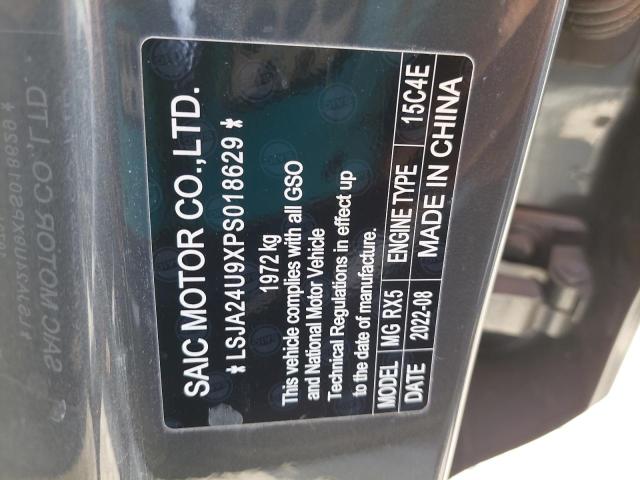 SAIC MOTOR CO.,LTD.
*LSJA24U9XPS018629*
1972 kg
This vehicle complies with all GSO
and National Motor Vehicle
Technical Regulations in effect up
to the date of manufacture.
MODEL MG RX5 ENGINE TYPE 15C4E
DATE 2022-08 MADE IN CHINA